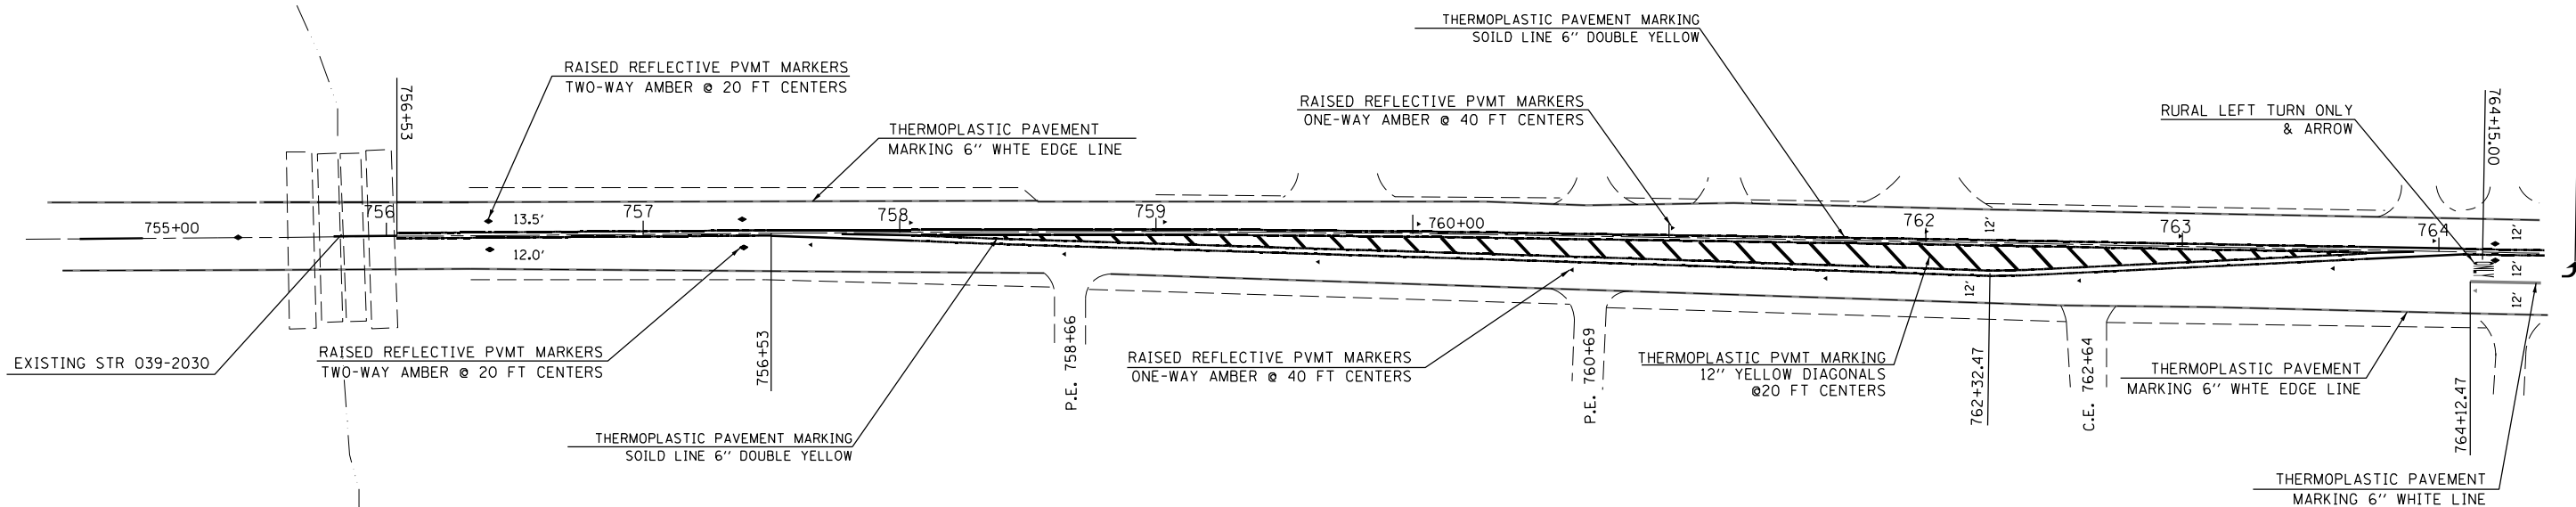 THERMOPLASTIC PAVEMENT MARKING
SOILD LINE 6'' DOUBLE YELLOW
RAISED REFLECTIVE PVMT MARKERS
TWO-WAY AMBER @ 20 FT CENTERS
756+53
THERMOPLASTIC PAVEMENT
MARKING 6'' WHTE EDGE LINE
RAISED REFLECTIVE PVMT MARKERS
ONE-WAY AMBER @ 40 FT CENTERS
RURAL LEFT TURN ONLY
& ARROW
764+15.00
755+00
756
13.5'
12.0'
757
758
759
760+00
762
12'
763
764
12'
12'
12'
12'
EXISTING STR 039-2030
RAISED REFLECTIVE PVMT MARKERS
TWO-WAY AMBER @ 20 FT CENTERS
756+53
P.E. 758+66
RAISED REFLECTIVE PVMT MARKERS
ONE-WAY AMBER @ 40 FT CENTERS
P.E. 760+69
THERMOPLASTIC PVMT MARKING
12'' YELLOW DIAGONALS
@20 FT CENTERS
762+32.47
C.E. 762+64
THERMOPLASTIC PAVEMENT
MARKING 6'' WHTE EDGE LINE
764+12.47
THERMOPLASTIC PAVEMENT MARKING
SOILD LINE 6'' DOUBLE YELLOW
THERMOPLASTIC PAVEMENT
MARKING 6'' WHITE LINE